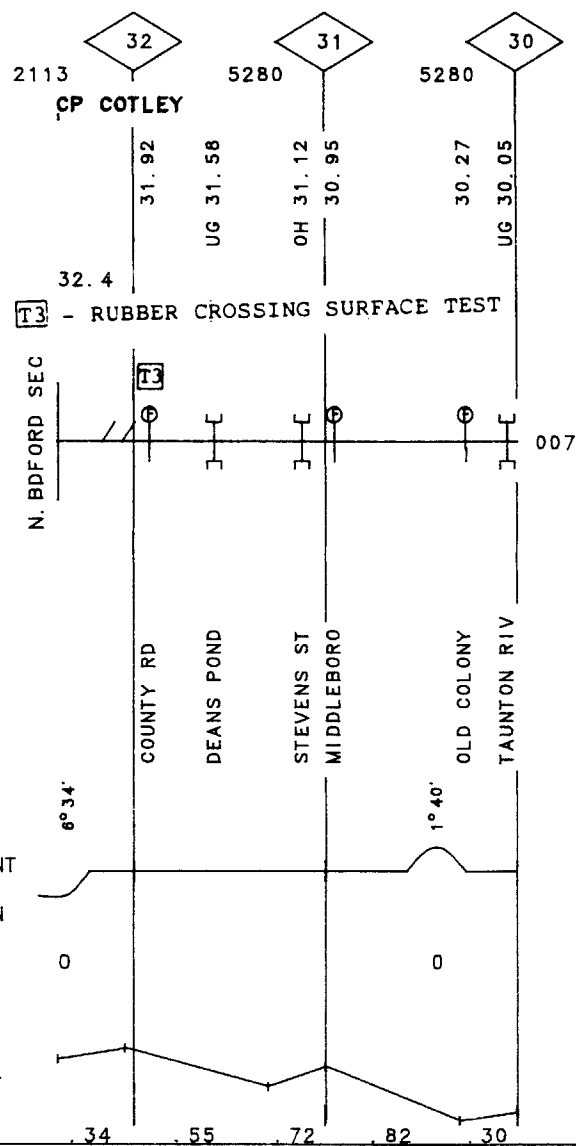 32 31 30
2113 5280 5280
CP COTLEY
31.92
UG 31.58
OH 31.12
30.95
30.27
UG 30.05
32.4
T3 - RUBBER CROSSING SURFACE TEST
T3
N. BDFORD SEC
F F F
007
COUNTY RD
DEANS POND
STEVENS ST
MIDDLEBORO
OLD COLONY
TAUNTON RIV
6°34'
1°40'
NT
N
0 0
.34 .55 .72 .82 .30